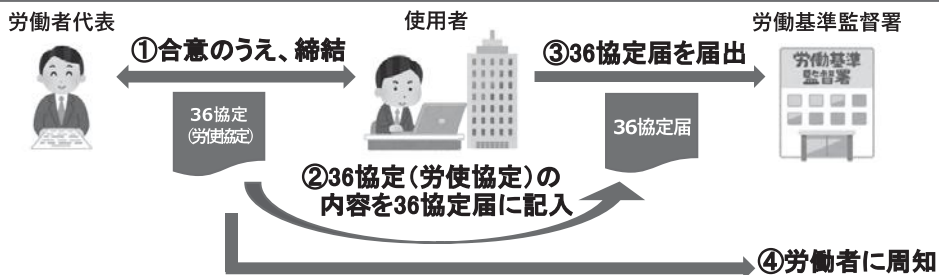 労働者代表
使用者
労働基準監督署
①合意のうえ、締結
③36協定届を届出
労働基準
監督署
36協定
(労使協定)
36協定届
②36協定(労使協定)の
内容を36協定届に記入
④労働者に周知